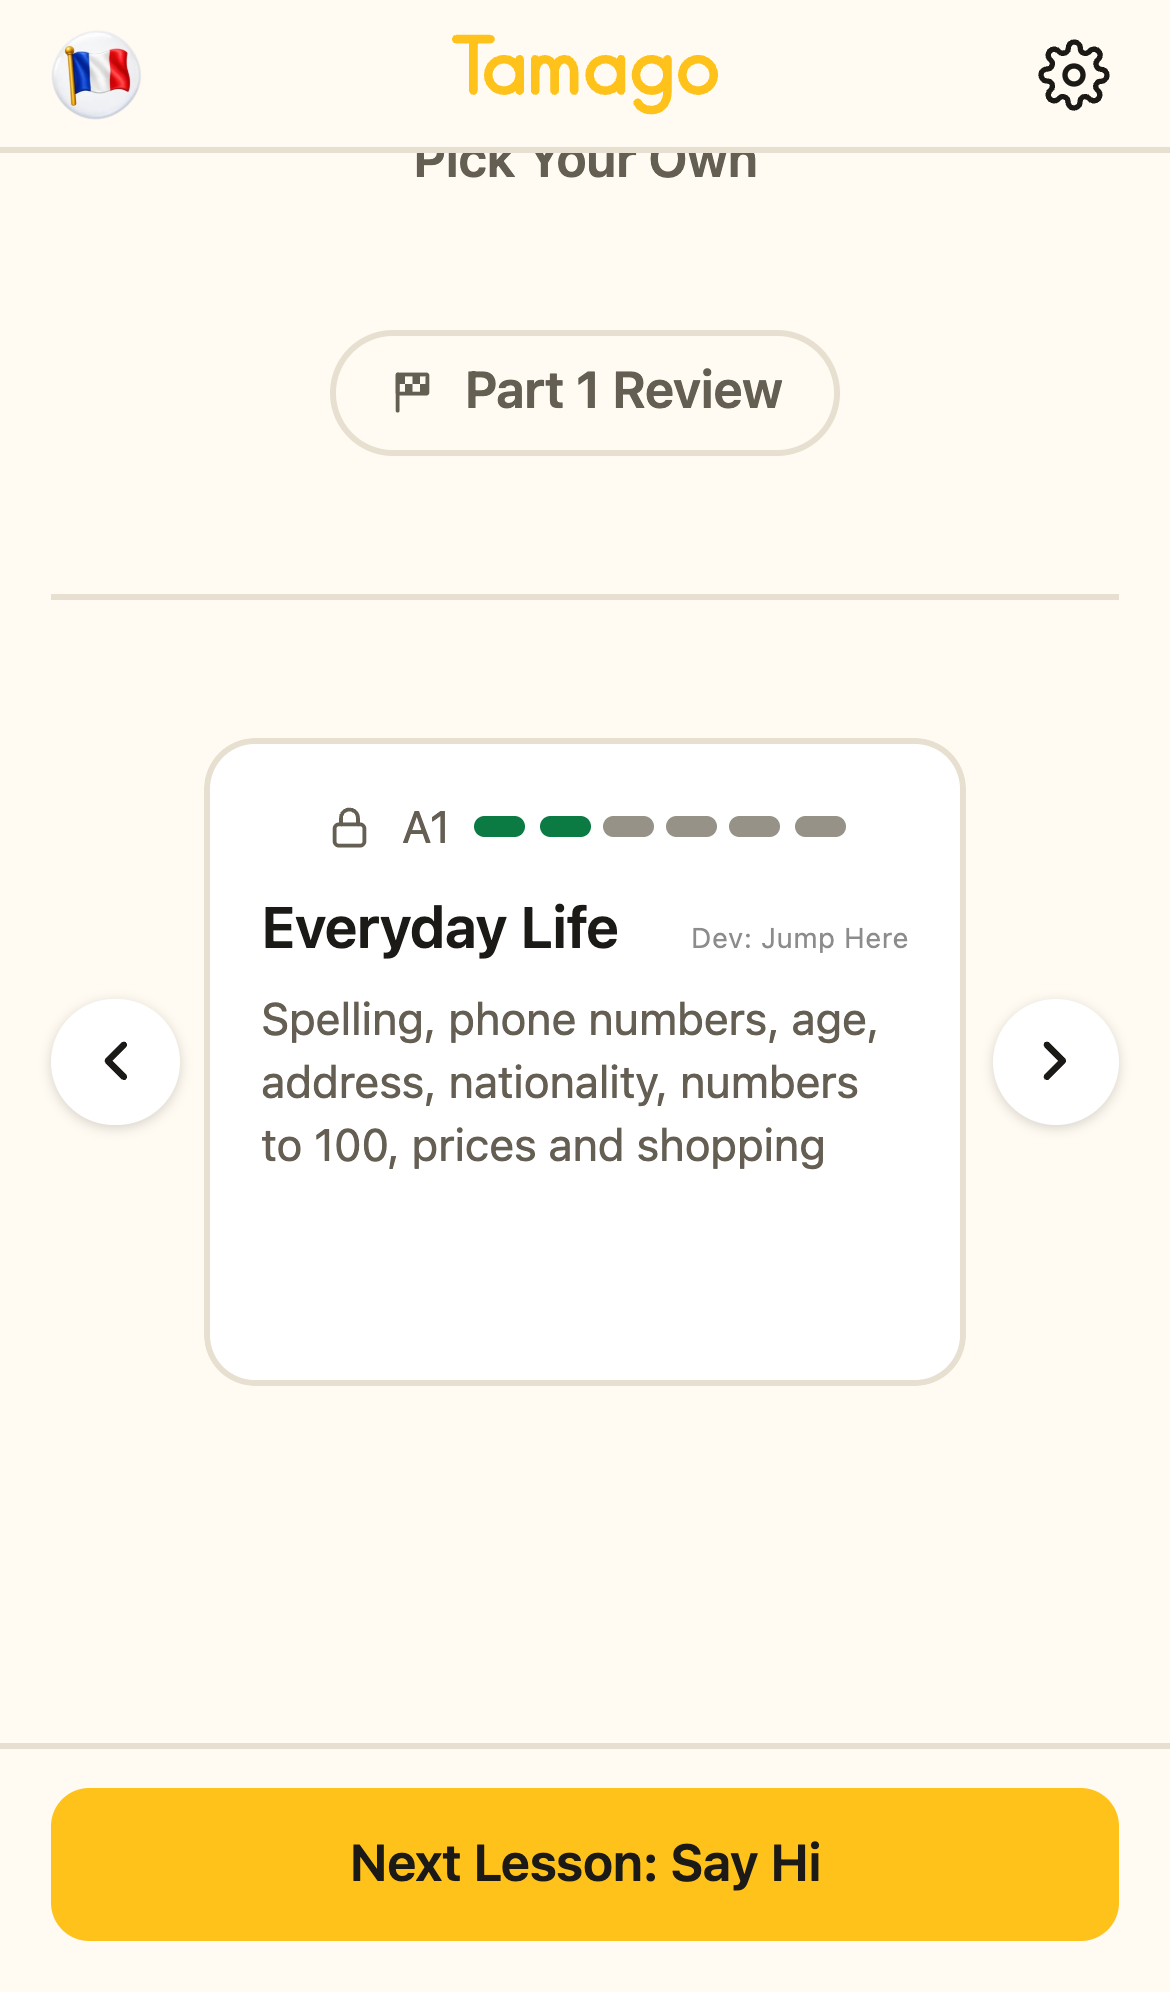 Tamago
Pick Your Own
Part 1 Review
A1
Everyday Life
Dev: Jump Here
Spelling, phone numbers, age,
address, nationality, numbers
to 100, prices and shopping
Next Lesson: Say Hi